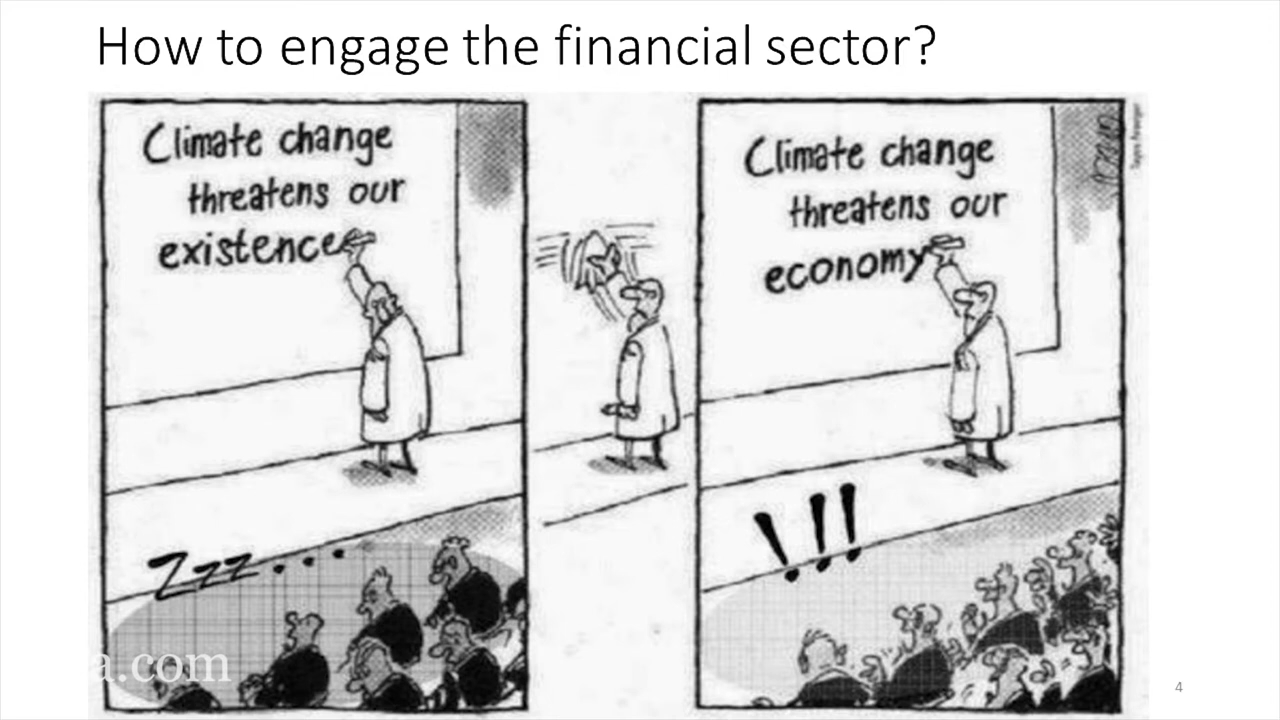 How to engage the financial sector?
Climate change
threatens our
existence
Zzz...
Climate change
threatens our
economy
!!!
a.com
4